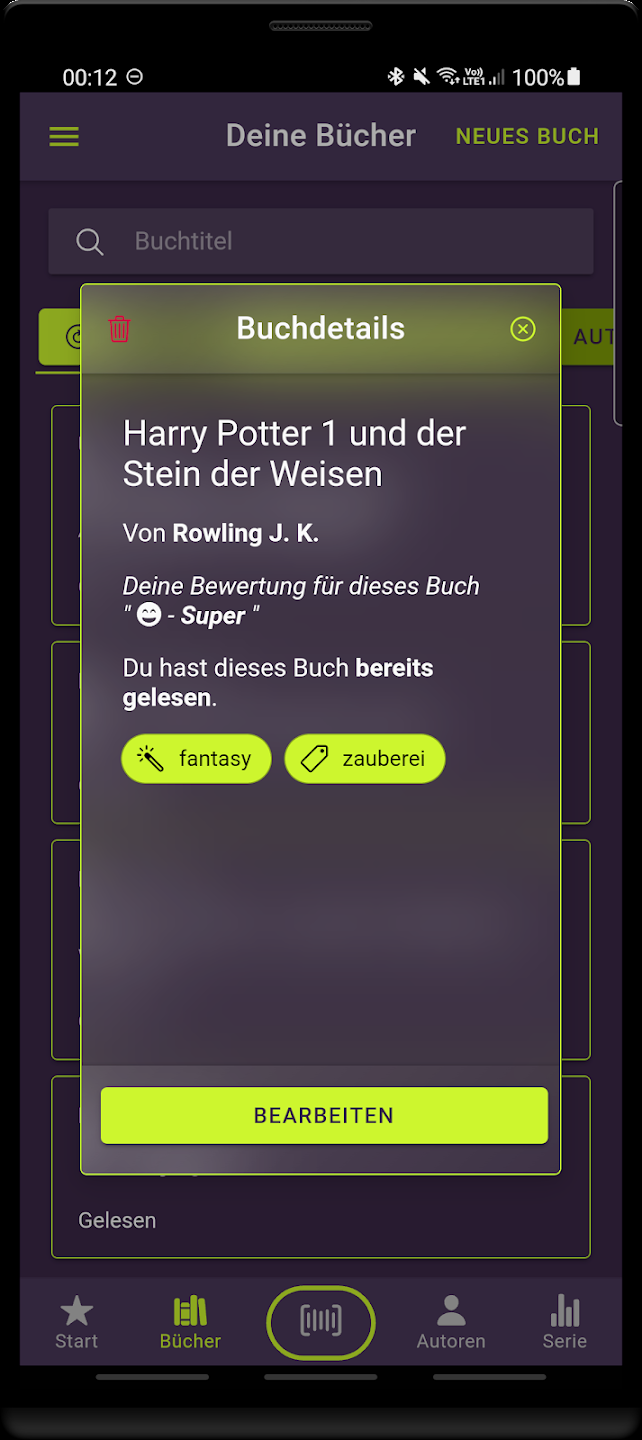 00:12
Vo)) LTE1 100%
Deine Bücher NEUES BUCH
Buchtitel
Buchdetails
AUT
Harry Potter 1 und der
Stein der Weisen
Von Rowling J. K.
Deine Bewertung für dieses Buch
" 😄 - Super "
Du hast dieses Buch bereits
gelesen.
fantasy zauberei
BEARBEITEN
Gelesen
Start Bücher Autoren Serie